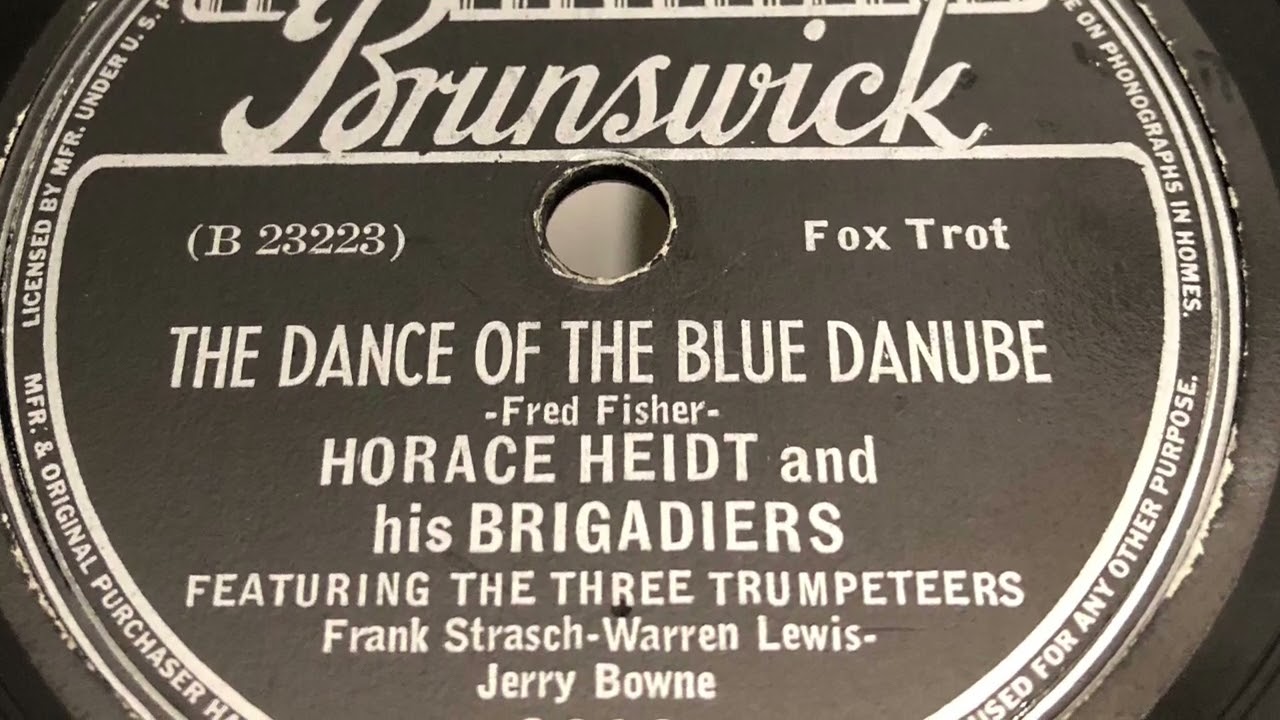 Brunswick
(B 23223)
Fox Trot
THE DANCE OF THE BLUE DANUBE
-Fred Fisher-
HORACE HEIDT and
his BRIGADIERS
FEATURING THE THREE TRUMPETEERS
Frank Strasch-Warren Lewis-
Jerry Bowne
LICENSED BY MFR. UNDER U.S.
ON PHONOGRAPHS IN HOMES.
MFR. & ORIGINAL PURCHASER
USED FOR ANY OTHER PURPOSE.